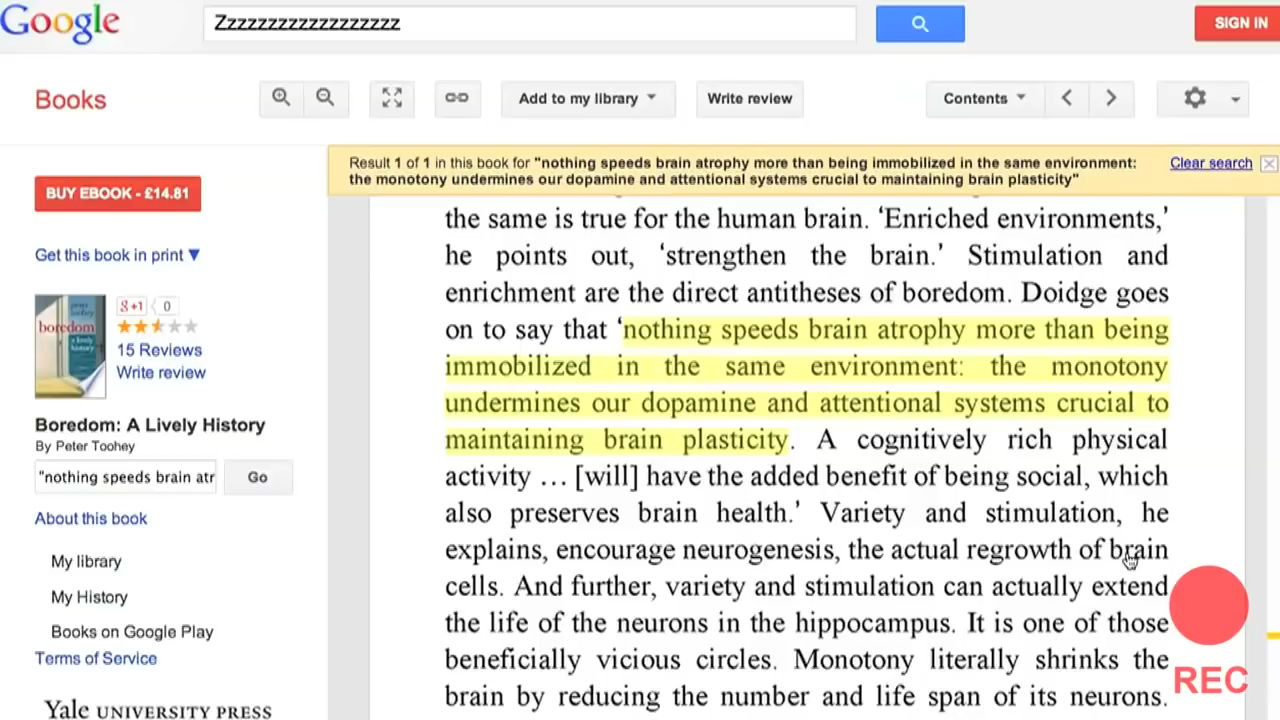 Google
Zzzzzzzzzzzzzzzzzz
SIGN IN
Books
Add to my library
Write review
Contents
BUY EBOOK - £14.81
Get this book in print ▼
g +1 0
15 Reviews
Write review
boredom
Boredom: A Lively History
By Peter Toohey
"nothing speeds brain atr
Go
About this book
My library
My History
Books on Google Play
Terms of Service
Yale UNIVERSITY PRESS
Result 1 of 1 in this book for "nothing speeds brain atrophy more than being immobilized in the same environment:
the monotony undermines our dopamine and attentional systems crucial to maintaining brain plasticity"
Clear search
the same is true for the human brain. ‘Enriched environments,’
he points out, ‘strengthen the brain.’ Stimulation and
enrichment are the direct antitheses of boredom. Doidge goes
on to say that ‘nothing speeds brain atrophy more than being
immobilized in the same environment: the monotony
undermines our dopamine and attentional systems crucial to
maintaining brain plasticity. A cognitively rich physical
activity … [will] have the added benefit of being social, which
also preserves brain health.’ Variety and stimulation, he
explains, encourage neurogenesis, the actual regrowth of brain
cells. And further, variety and stimulation can actually extend
the life of the neurons in the hippocampus. It is one of those
beneficially vicious circles. Monotony literally shrinks the
brain by reducing the number and life span of its neurons.
REC